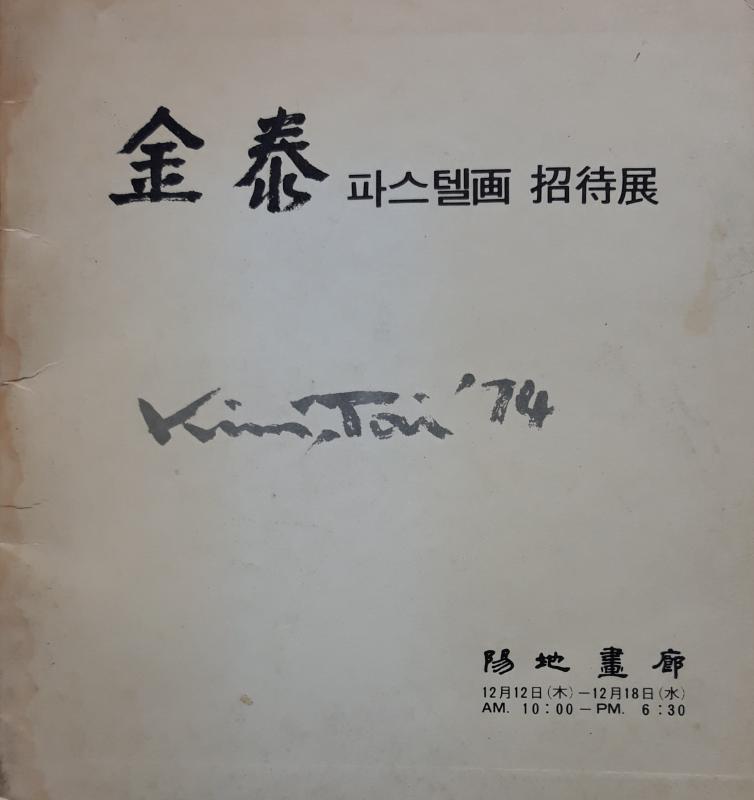 金泰 파스텔画 招待展
Kim, Tai '74
陽地畫廊
12月12日(木)－12月18日(水)
AM. 10:00－PM. 6:30